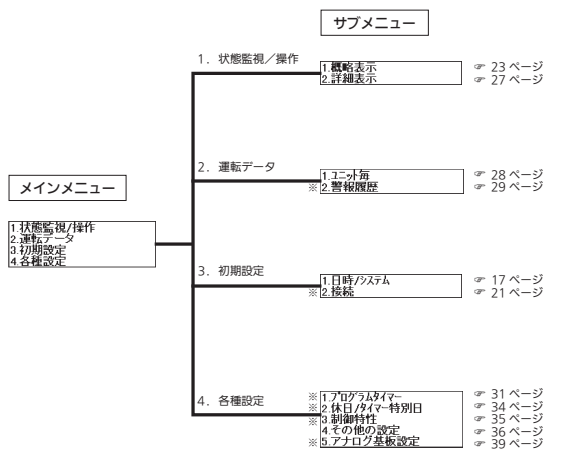 サブメニュー
1. 状態監視／操作
1.概略表示 ☞ 23 ページ
2.詳細表示 ☞ 27 ページ
2. 運転データ
1.ユニット毎 ☞ 28 ページ
※ 2.警報履歴 ☞ 29 ページ
メインメニュー
1.状態監視/操作
2.運転データ
3.初期設定
4.各種設定
3. 初期設定
1.日時/システム ☞ 17 ページ
※ 2.接続 ☞ 21 ページ
4. 各種設定
※ 1.プログラムタイマー ☞ 31 ページ
※ 2.休日/タイマー特別日 ☞ 34 ページ
※ 3.制御特性 ☞ 35 ページ
4.その他の設定 ☞ 36 ページ
※ 5.アナログ基板設定 ☞ 39 ページ